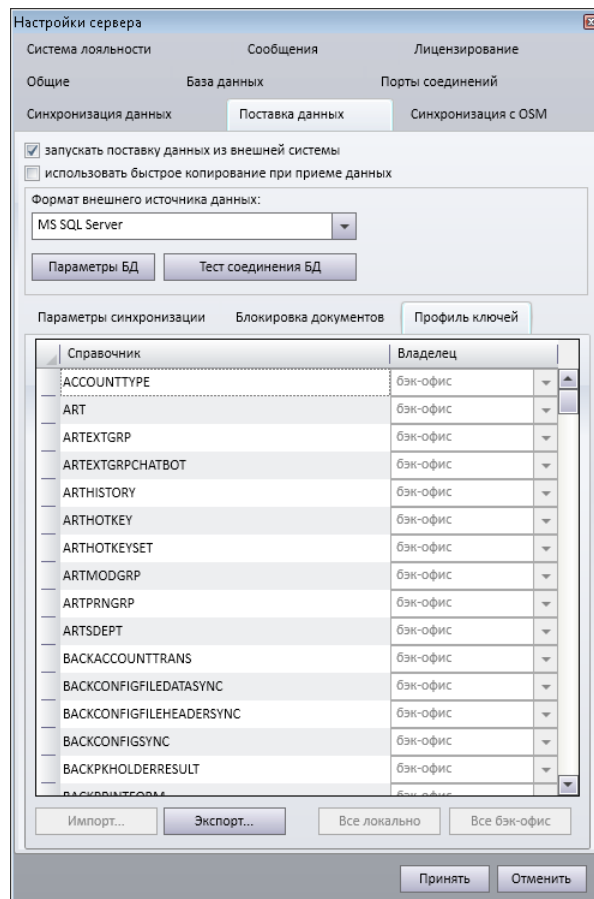 Настройки сервера
Система лояльности Сообщения Лицензирование
Общие База данных Порты соединений
Синхронизация данных Поставка данных Синхронизация с OSM
запускать поставку данных из внешней системы
использовать быстрое копирование при приеме данных
Формат внешнего источника данных:
MS SQL Server
Параметры БД Тест соединения БД
Параметры синхронизации Блокировка документов Профиль ключей
Справочник Владелец
ACCOUNTTYPE бэк-офис
ART бэк-офис
ARTEXTGRP бэк-офис
ARTEXTGRPCHATBOT бэк-офис
ARTHISTORY бэк-офис
ARTHOTKEY бэк-офис
ARTHOTKEYSET бэк-офис
ARTMODGRP бэк-офис
ARTPRNGRP бэк-офис
ARTSDEPT бэк-офис
BACKACCOUNTTRANS бэк-офис
BACKCONFIGFILEDATASYNC бэк-офис
BACKCONFIGFILEHEADERSYNC бэк-офис
BACKCONFIGSYNC бэк-офис
BACKPKHOLDERRESULT бэк-офис
BACKPRINTFORM бэк-офис
Импорт... Экспорт... Все локально Все бэк-офис
Принять Отменить